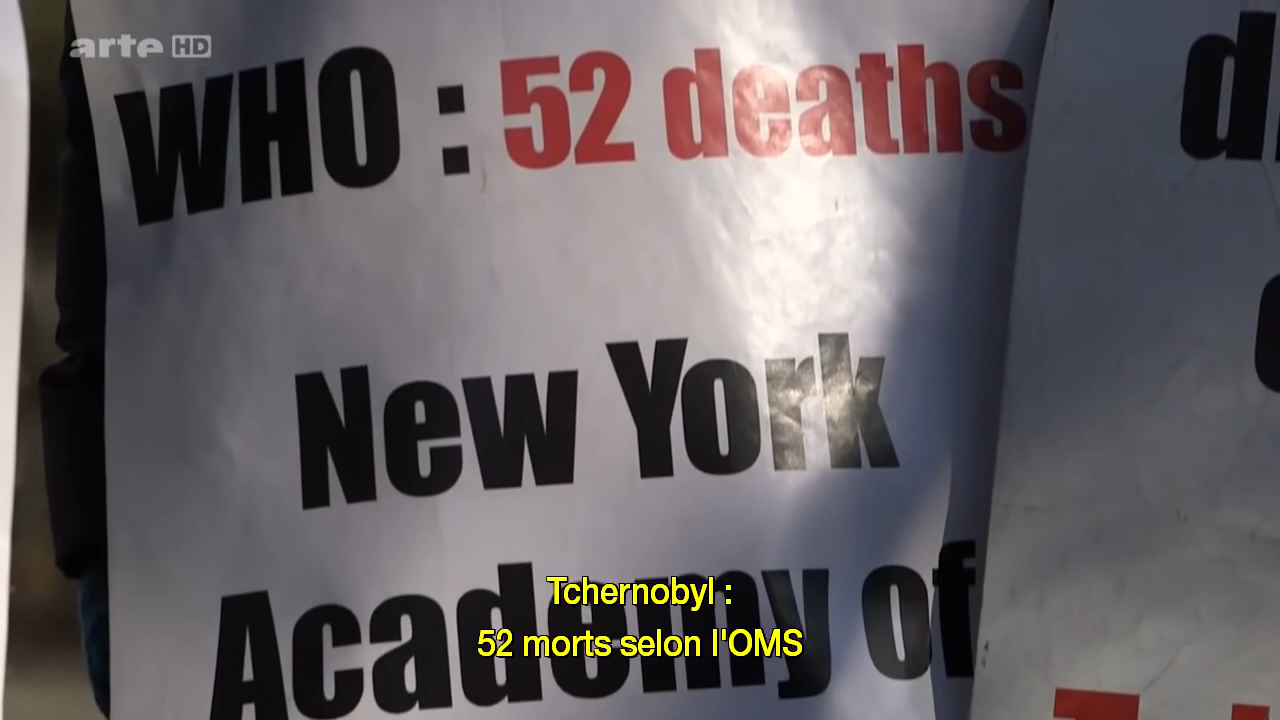 arte HD
WHO : 52 deaths
New York
Academy of
Tchernobyl :
52 morts selon l'OMS